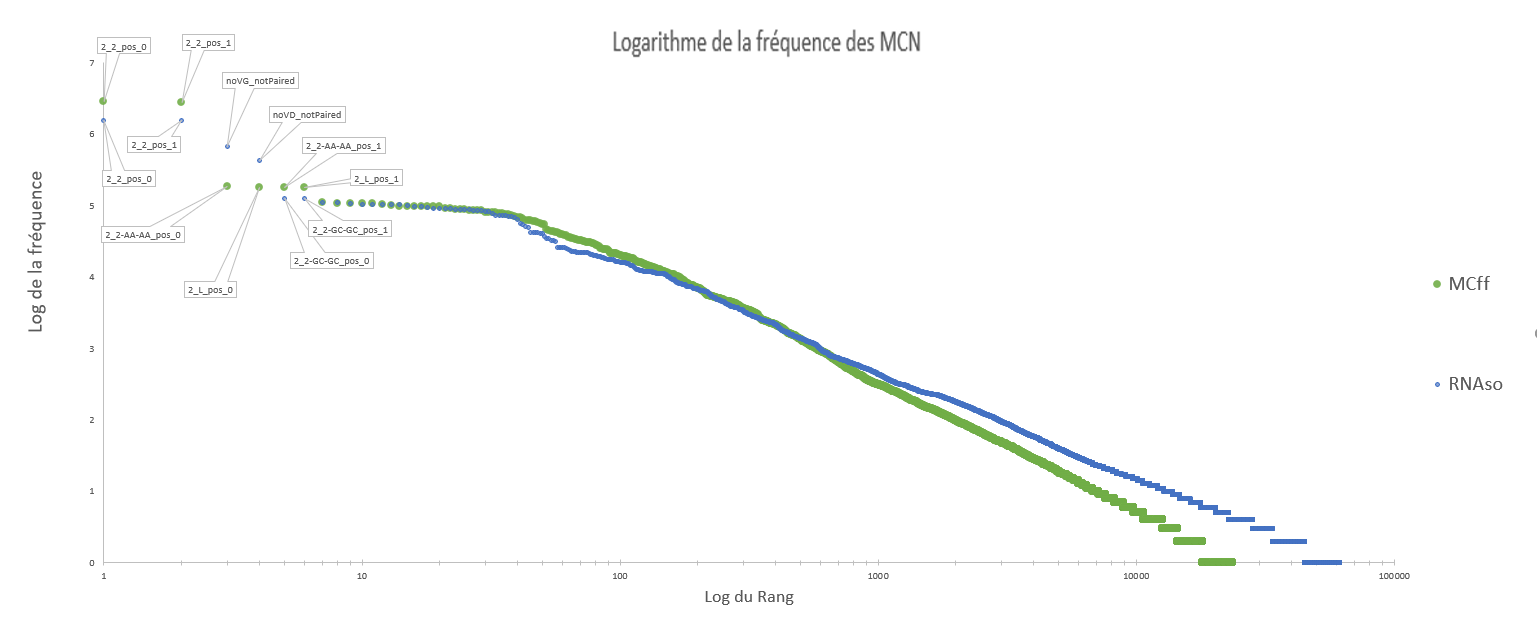 Logarithme de la fréquence des MCN
2_2_pos_0
2_2_pos_1
7
noVG_notPaired
noVD_notPaired
6
2_2_pos_1
2_2-AA-AA_pos_1
2_2_pos_0
2_L_pos_1
5
2_2-AA-AA_pos_0
2_2-GC-GC_pos_1
2_2-GC-GC_pos_0
2_L_pos_0
Log de la fréquence
4
3
2
1
0
MCff
RNAso
1
10
100
1000
10000
100000
Log du Rang